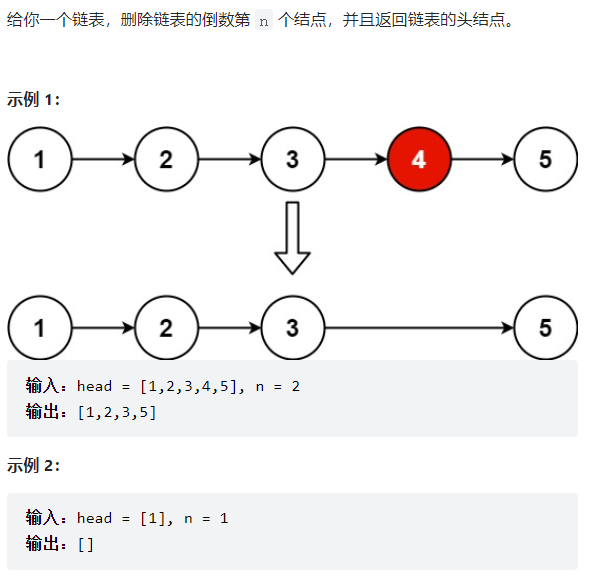 给你一个链表，删除链表的倒数第 n 个结点，并且返回链表的头结点。
示例 1：
1 2 3 4 5
1 2 3 5
输入：head = [1,2,3,4,5], n = 2
输出：[1,2,3,5]
示例 2：
输入：head = [1], n = 1
输出：[]